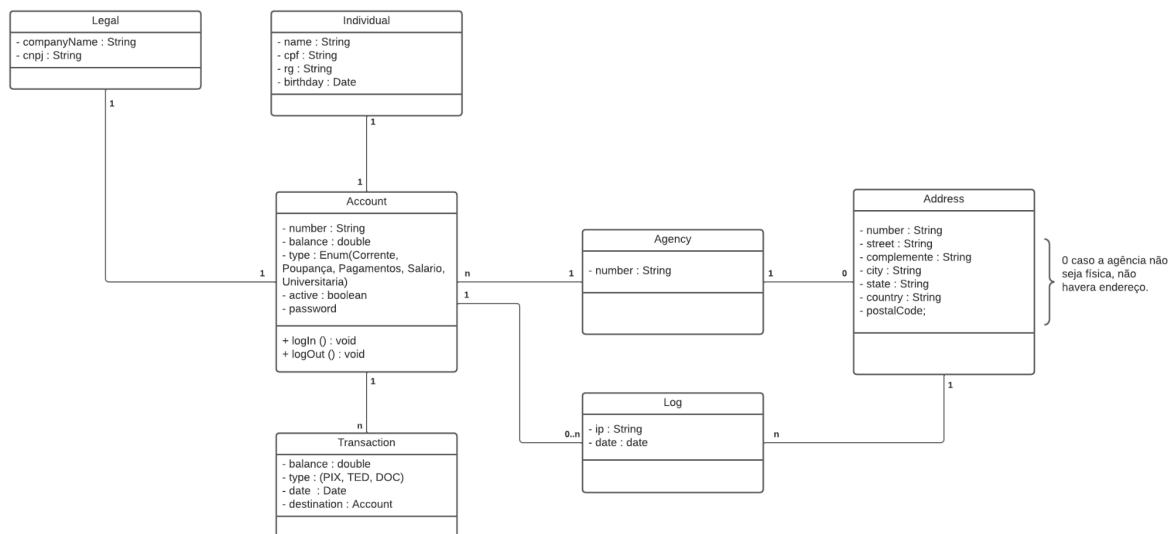 Legal
- companyName : String
- cnpj : String
1
Individual
- name : String
- cpf : String
- rg : String
- birthday : Date
1
1
Account
- number : String
- balance : double
- type : Enum(Corrente,
Poupança, Pagamentos, Salario,
Universitaria)
- active : boolean
- password
+ logIn () : void
+ logOut () : void
1
n
1
1
n
Transaction
- balance : double
- type : (PIX, TED, DOC)
- date : Date
- destination : Account
Agency
- number : String
1
1
0
Address
- number : String
- street : String
- complemente : String
- city : String
- state : String
- country : String
- postalCode;
0 caso a agência não
seja física, não
havera endereço.
1
Log
- ip : String
- date : date
0..n
n